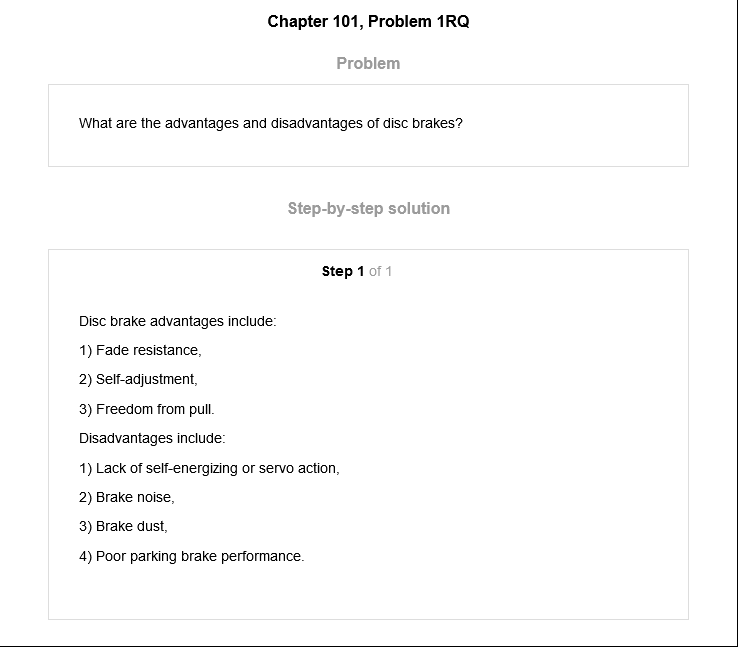 Chapter 101, Problem 1RQ
Problem
What are the advantages and disadvantages of disc brakes?
Step-by-step solution
Step 1 of 1
Disc brake advantages include:
1) Fade resistance,
2) Self-adjustment,
3) Freedom from pull.
Disadvantages include:
1) Lack of self-energizing or servo action,
2) Brake noise,
3) Brake dust,
4) Poor parking brake performance.